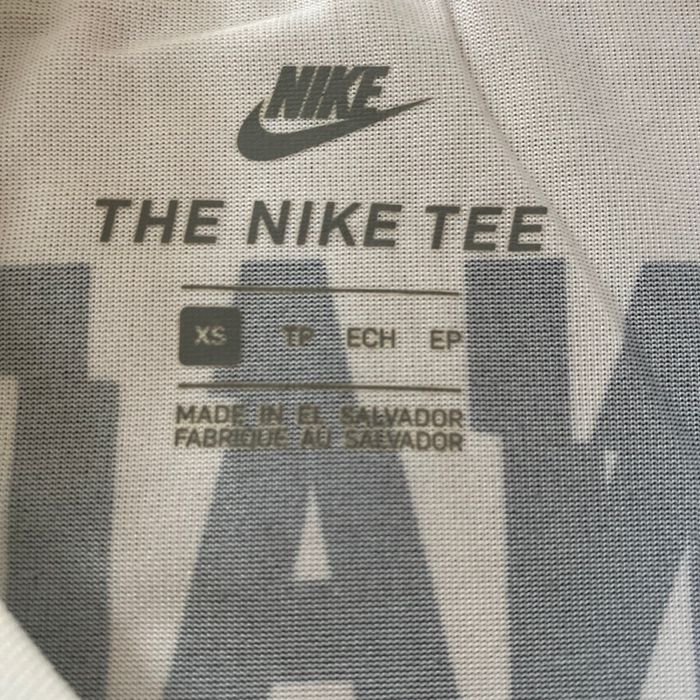 NIKE
THE NIKE TEE
XS TP ECH EP
MADE IN EL SALVADOR
FABRIQUE AU SALVADOR